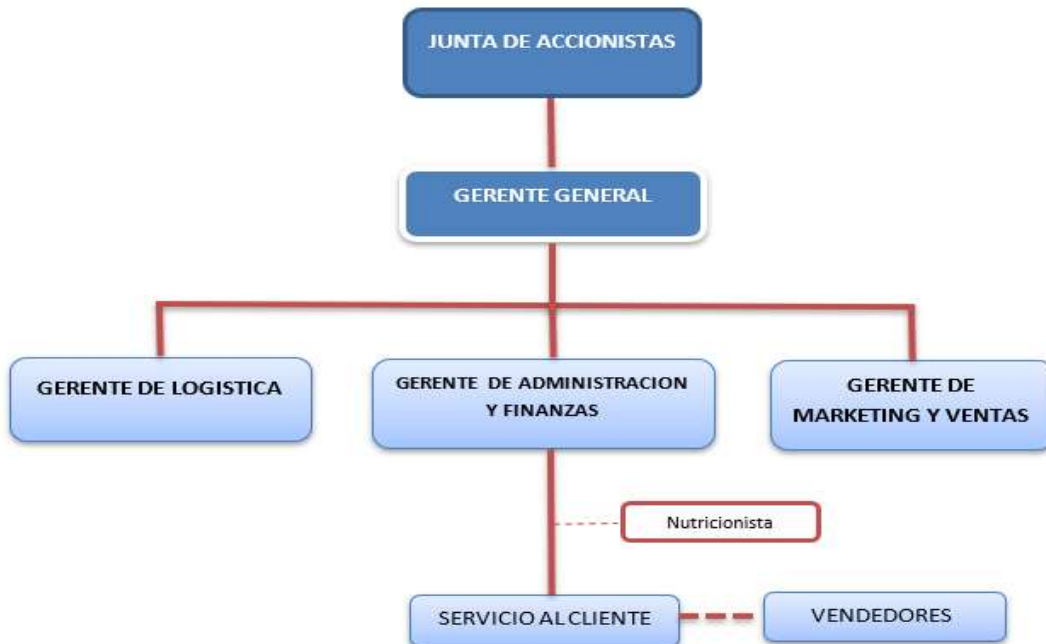 JUNTA DE ACCIONISTAS
GERENTE GENERAL
GERENTE DE LOGISTICA
GERENTE DE ADMINISTRACION
Y FINANZAS
GERENTE DE
MARKETING Y VENTAS
Nutricionista
SERVICIO AL CLIENTE
VENDEDORES